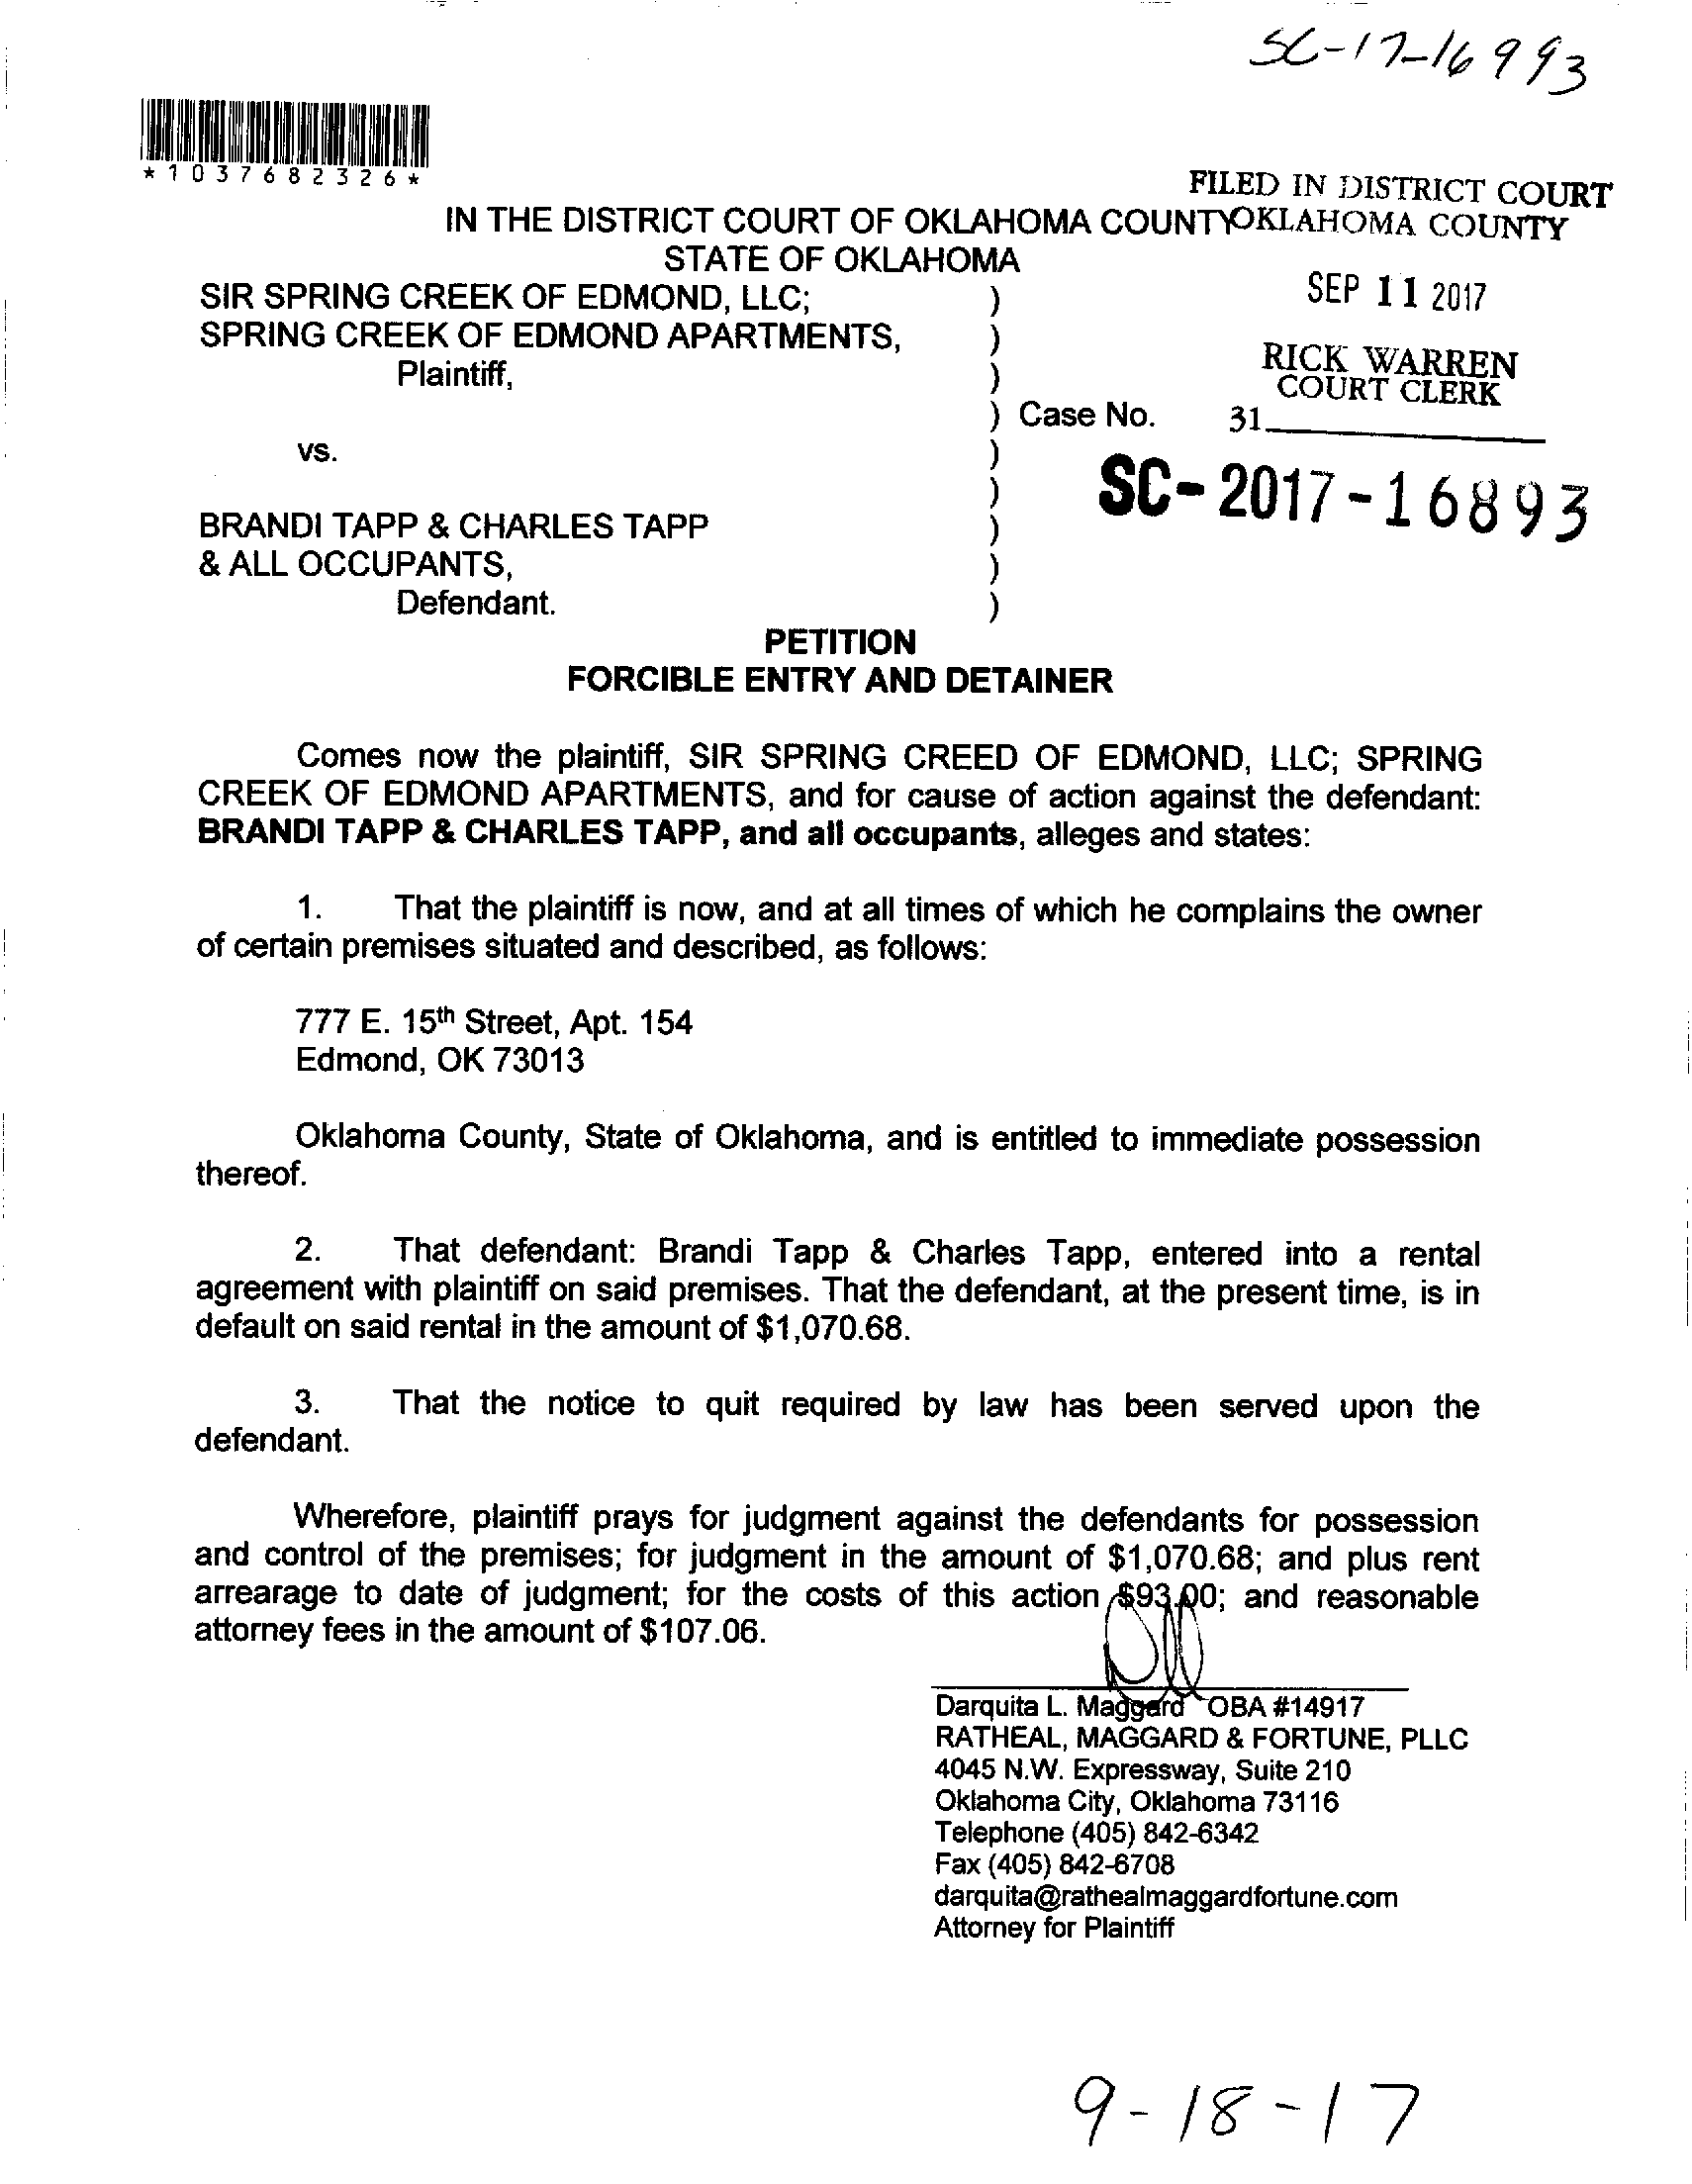 SC-17-16993
*1037682326*
FILED IN DISTRICT COURT
IN THE DISTRICT COURT OF OKLAHOMA COUNTY OKLAHOMA COUNTY
STATE OF OKLAHOMA
SIR SPRING CREEK OF EDMOND, LLC; ) SEP 11 2017
SPRING CREEK OF EDMOND APARTMENTS, )
Plaintiff, ) RICK WARREN
COURT CLERK
) Case No. 31
vs. )
) SC-2017-16893
BRANDI TAPP & CHARLES TAPP )
& ALL OCCUPANTS, )
Defendant. )
PETITION
FORCIBLE ENTRY AND DETAINER
Comes now the plaintiff, SIR SPRING CREED OF EDMOND, LLC; SPRING
CREEK OF EDMOND APARTMENTS, and for cause of action against the defendant:
BRANDI TAPP & CHARLES TAPP, and all occupants, alleges and states:
1. That the plaintiff is now, and at all times of which he complains the owner
of certain premises situated and described, as follows:
777 E. 15th Street, Apt. 154
Edmond, OK 73013
Oklahoma County, State of Oklahoma, and is entitled to immediate possession
thereof.
2. That defendant: Brandi Tapp & Charles Tapp, entered into a rental
agreement with plaintiff on said premises. That the defendant, at the present time, is in
default on said rental in the amount of $1,070.68.
3. That the notice to quit required by law has been served upon the
defendant.
Wherefore, plaintiff prays for judgment against the defendants for possession
and control of the premises; for judgment in the amount of $1,070.68; and plus rent
arrearage to date of judgment; for the costs of this action $93.00; and reasonable
attorney fees in the amount of $107.06.
Darquita L. Maggard OBA #14917
RATHEAL, MAGGARD & FORTUNE, PLLC
4045 N.W. Expressway, Suite 210
Oklahoma City, Oklahoma 73116
Telephone (405) 842-6342
Fax (405) 842-6708
darquita@rathealmaggardfortune.com
Attorney for Plaintiff
9-18-17